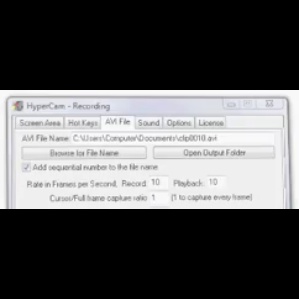 HyperCam - Recording
Screen Area Hot Keys AVI File Sound Options License
AVI File Name: C:\Users\Computer\Documents\clip0010.avi
Browse for File Name Open Output Folder
Add sequential number to the file name
Rate in Frames per Second, Record: 10 Playback: 10
Cursor/Full frame capture ratio 1 (1 to capture every frame)